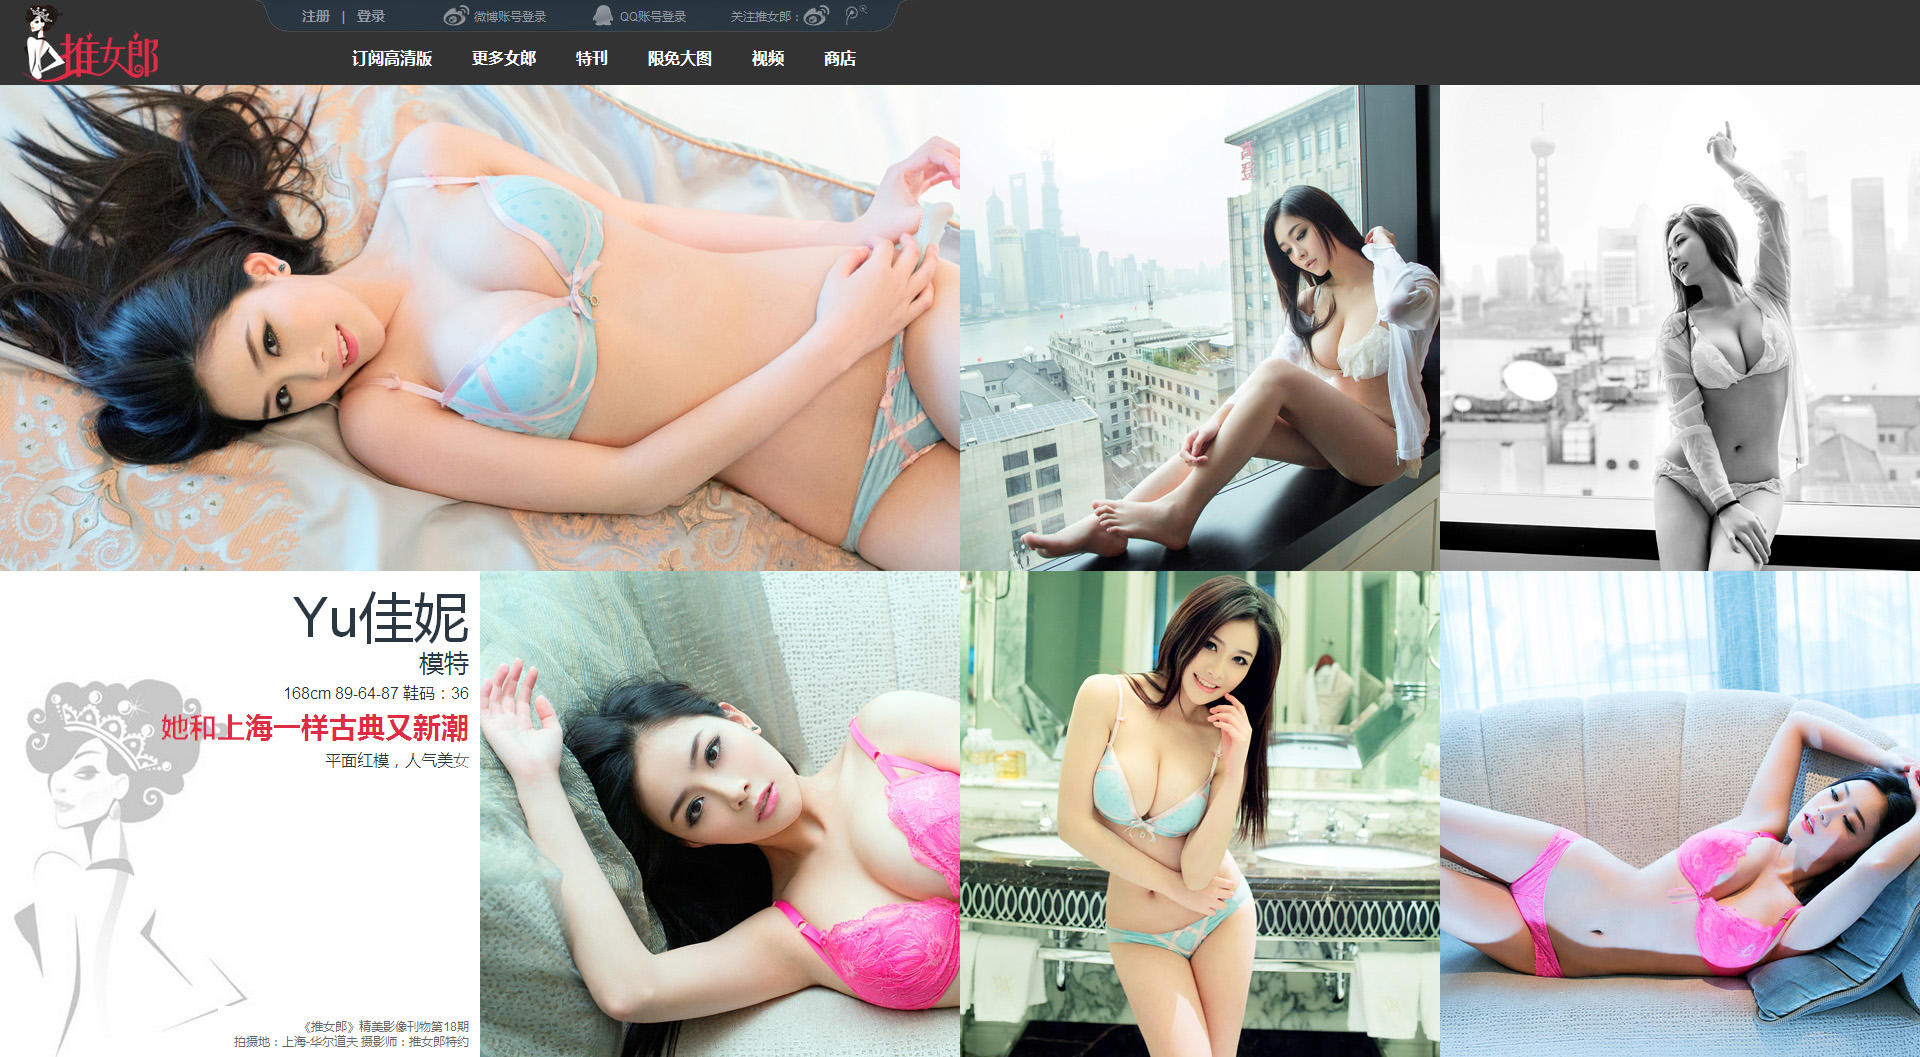 注册 | 登录
微博账号登录
QQ账号登录
关注推女郎：
推女郎
订阅高清版 更多女郎 特刊 限免大图 视频 商店
Yu佳妮
模特
168cm 89-64-87 鞋码：36
她和上海一样古典又新潮
平面红模，人气美女
《推女郎》精美影像刊物第18期
拍摄地：上海-华尔道夫 摄影师：推女郎特约